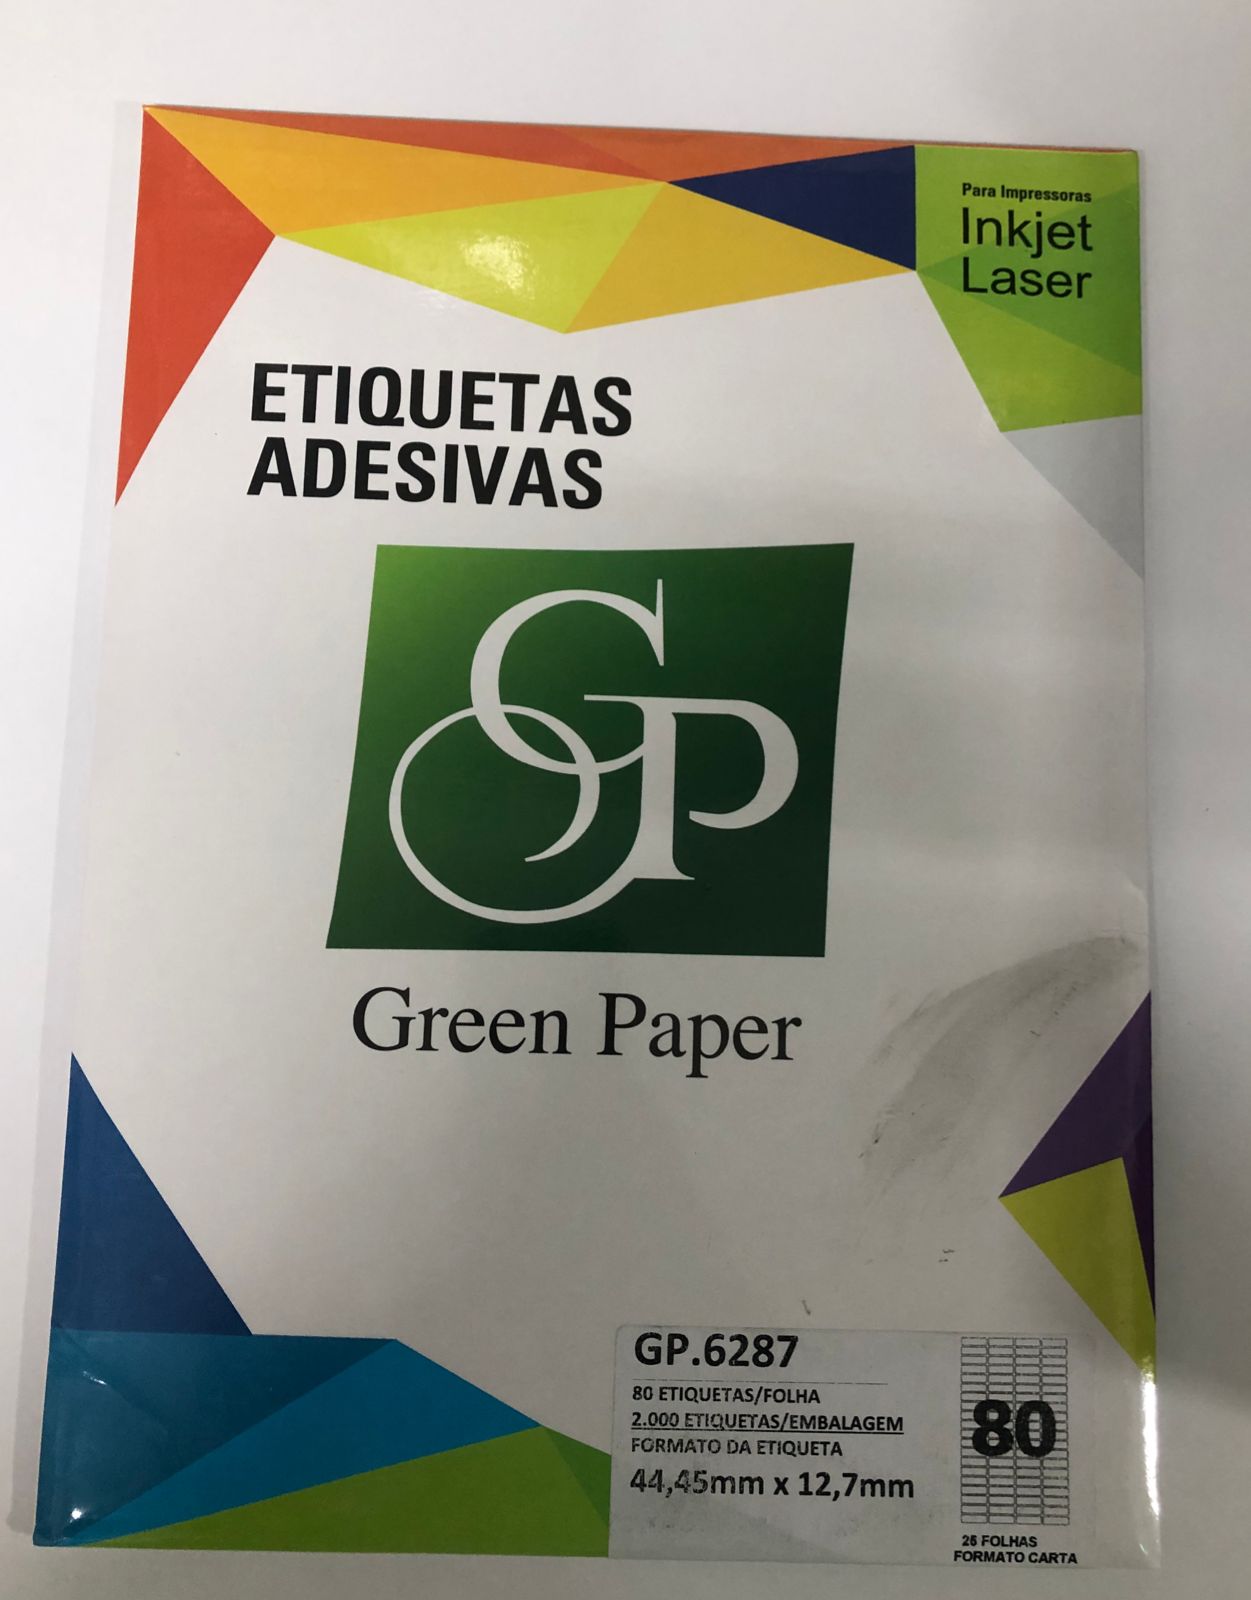 Para Impressoras
Inkjet
Laser
ETIQUETAS
ADESIVAS
GP
Green Paper
GP.6287
80 ETIQUETAS/FOLHA
2.000 ETIQUETAS/EMBALAGEM
FORMATO DA ETIQUETA
44,45mm x 12,7mm
80
25 FOLHAS
FORMATO CARTA